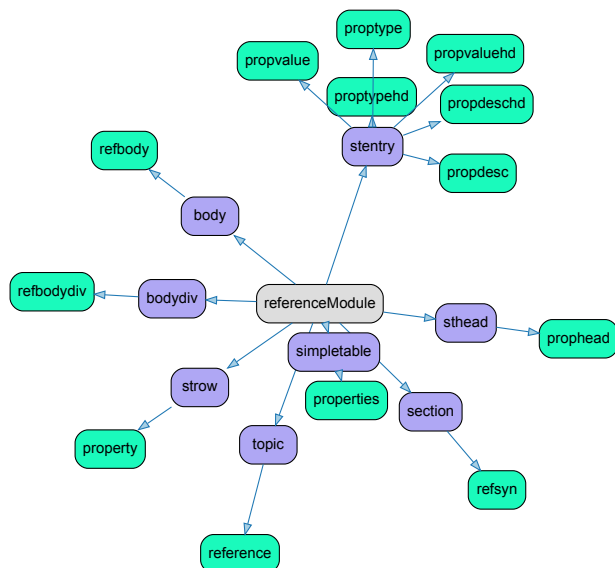 proptype
propvalue
propvaluehd
proptypehd
propdeschd
stentry
refbody
propdesc
body
refbodydiv
bodydiv
referenceModule
sthead
prophead
simpletable
strow
properties
section
property
topic
refsyn
reference